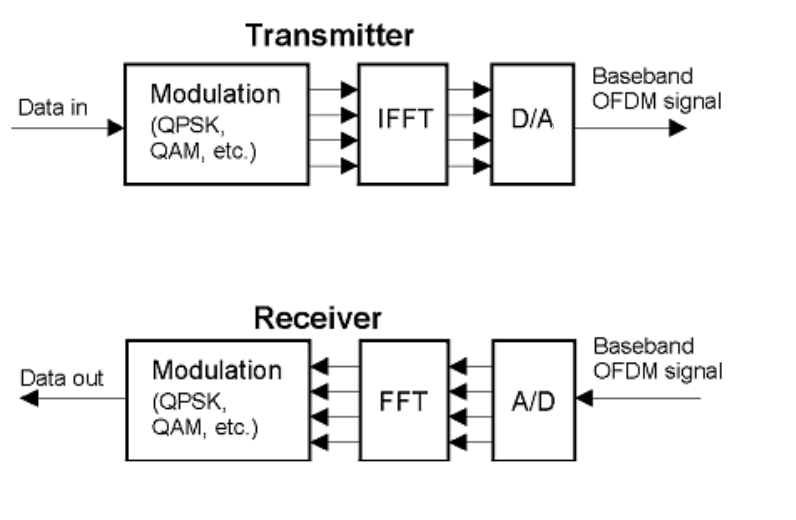 Transmitter
Data in
Modulation
(QPSK,
QAM, etc.)
IFFT
D/A
Baseband
OFDM signal
Receiver
Data out
Modulation
(QPSK,
QAM, etc.)
FFT
A/D
Baseband
OFDM signal